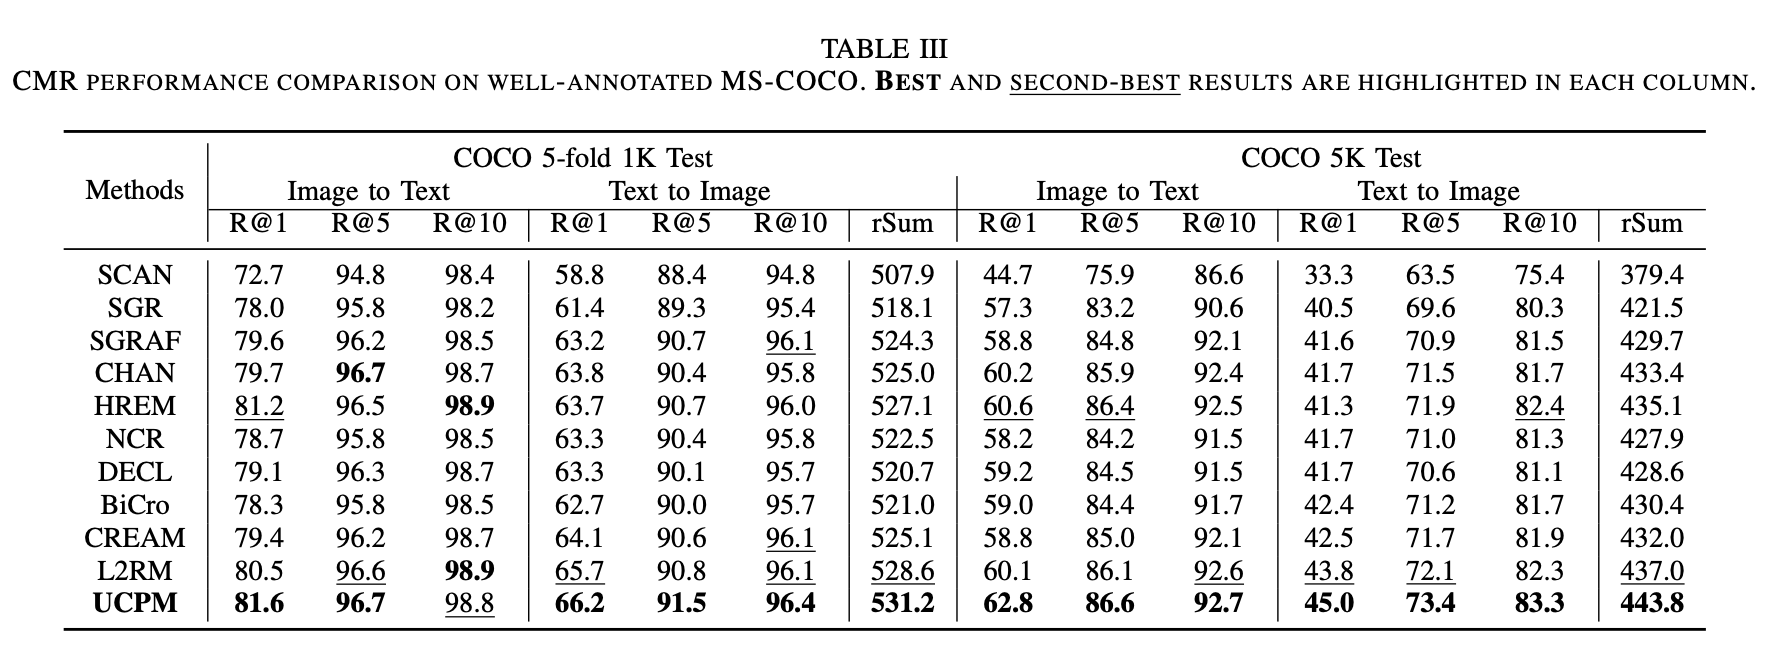 TABLE III
CMR PERFORMANCE COMPARISON ON WELL-ANNOTATED MS-COCO. BEST AND SECOND-BEST RESULTS ARE HIGHLIGHTED IN EACH COLUMN.
Methods COCO 5-fold 1K Test COCO 5K Test
Image to Text Text to Image Image to Text Text to Image
R@1 R@5 R@10 R@1 R@5 R@10 rSum R@1 R@5 R@10 R@1 R@5 R@10 rSum
SCAN 72.7 94.8 98.4 58.8 88.4 94.8 507.9 44.7 75.9 86.6 33.3 63.5 75.4 379.4
SGR 78.0 95.8 98.2 61.4 89.3 95.4 518.1 57.3 83.2 90.6 40.5 69.6 80.3 421.5
SGRAF 79.6 96.2 98.5 63.2 90.7 96.1 524.3 58.8 84.8 92.1 41.6 70.9 81.5 429.7
CHAN 79.7 96.7 98.7 63.8 90.4 95.8 525.0 60.2 85.9 92.4 41.7 71.5 81.7 433.4
HREM 81.2 96.5 98.9 63.7 90.7 96.0 527.1 60.6 86.4 92.5 41.3 71.9 82.4 435.1
NCR 78.7 95.8 98.5 63.3 90.4 95.8 522.5 58.2 84.2 91.5 41.7 71.0 81.3 427.9
DECL 79.1 96.3 98.7 63.3 90.1 95.7 520.7 59.2 84.5 91.5 41.7 70.6 81.1 428.6
BiCro 78.3 95.8 98.5 62.7 90.0 95.7 521.0 59.0 84.4 91.7 42.4 71.2 81.7 430.4
CREAM 79.4 96.2 98.7 64.1 90.6 96.1 525.1 58.8 85.0 92.1 42.5 71.7 81.9 432.0
L2RM 80.5 96.6 98.9 65.7 90.8 96.1 528.6 60.1 86.1 92.6 43.8 72.1 82.3 437.0
UCPM 81.6 96.7 98.8 66.2 91.5 96.4 531.2 62.8 86.6 92.7 45.0 73.4 83.3 443.8